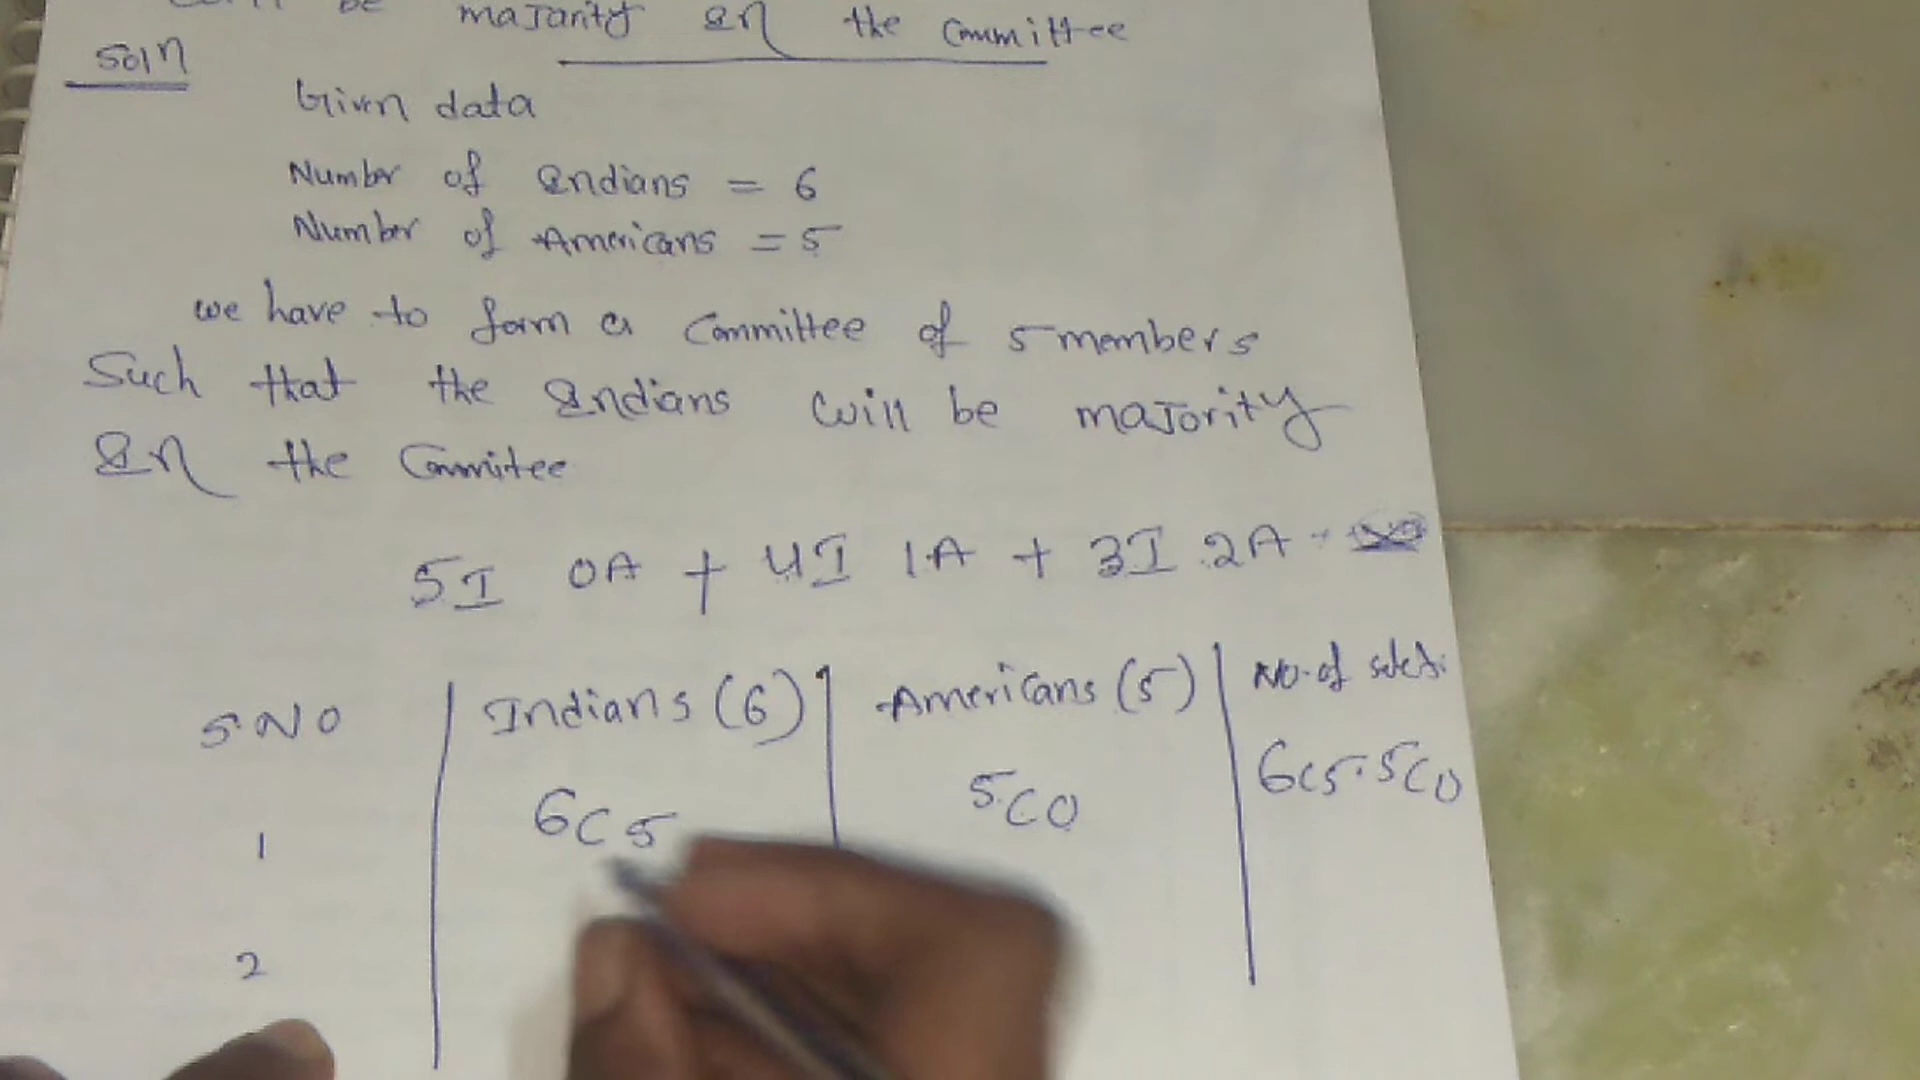 be majority in the committee
Soln
Given data
Number of Indians = 6
Number of Americans = 5
we have to form a committee of 5 members
Such that the Indians will be majority
In the Commitee
5I 0A + 4I 1A + 3I 2A
S NO Indians (6) Americans (5) No. of
1 6C5 5C0 6C5 . 5C0
2